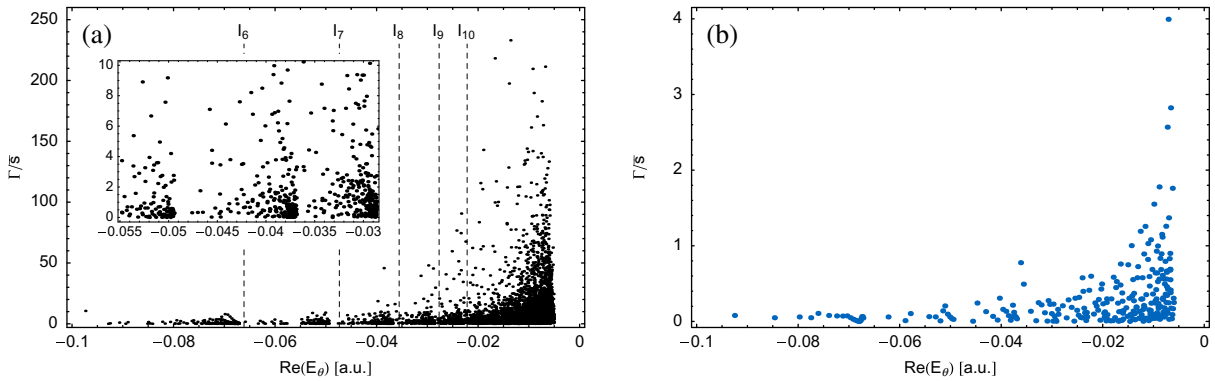 (a)
I₆ I₇ I₈ I₉ I₁₀
250
200
150
100
50
0
Γ/s̄
10
8
6
4
2
0
−0.055 −0.05 −0.045 −0.04 −0.035 −0.03
−0.1 −0.08 −0.06 −0.04 −0.02 0
Re(E_θ) [a.u.]
(b)
4
3
2
1
0
Γ/s̄
−0.1 −0.08 −0.06 −0.04 −0.02 0
Re(E_θ) [a.u.]